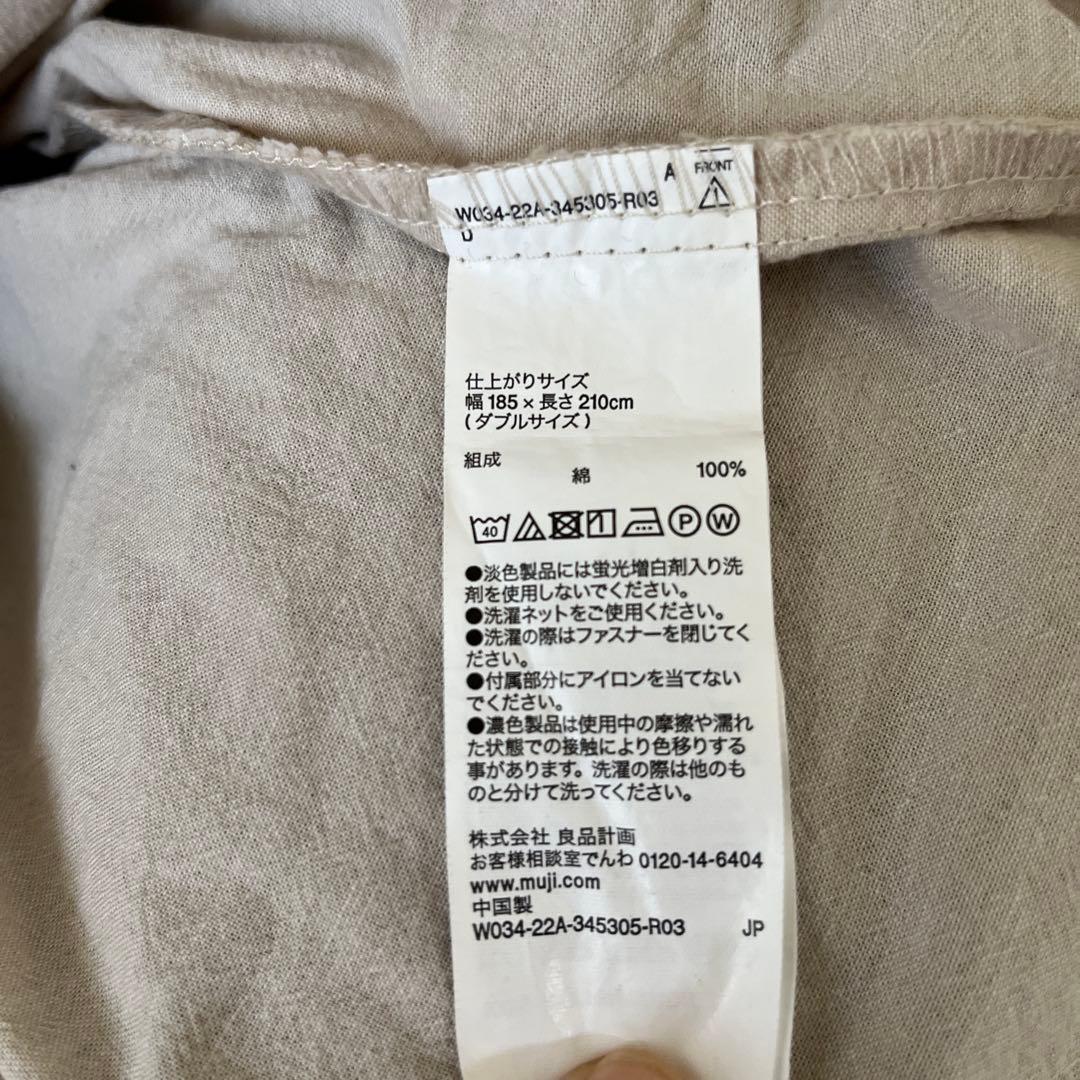 A FRONT
W034-22A-345305-R03
D
仕上がりサイズ
幅 185 × 長さ 210cm
( ダブルサイズ )
組成
綿 100%
40 P W
●淡色製品には蛍光増白剤入り洗
剤を使用しないでください。
●洗濯ネットをご使用ください。
●洗濯の際はファスナーを閉じてく
ださい。
●付属部分にアイロンを当てない
でください。
●濃色製品は使用中の摩擦や濡れ
た状態での接触により色移りする
事があります。洗濯の際は他のも
のと分けて洗ってください。
株式会社 良品計画
お客様相談室でんわ 0120-14-6404
www.muji.com
中国製
W034-22A-345305-R03 JP